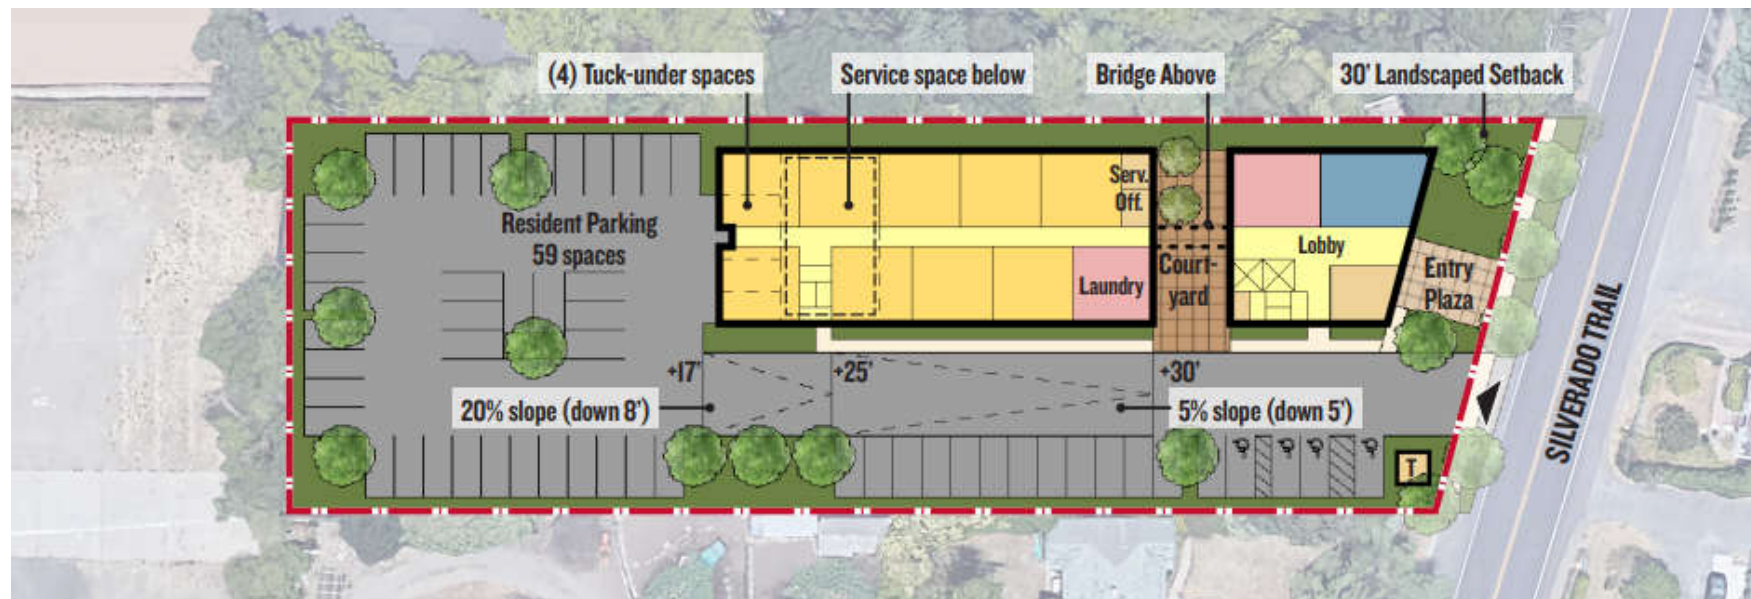 (4) Tuck-under spaces
Service space below
Bridge Above
30' Landscaped Setback
Serv.
Off.
Resident Parking
59 spaces
Lobby
Laundry
Court-
yard
Entry
Plaza
+17'
+25'
+30'
20% slope (down 8')
5% slope (down 5')
T
SILVERADO TRAIL